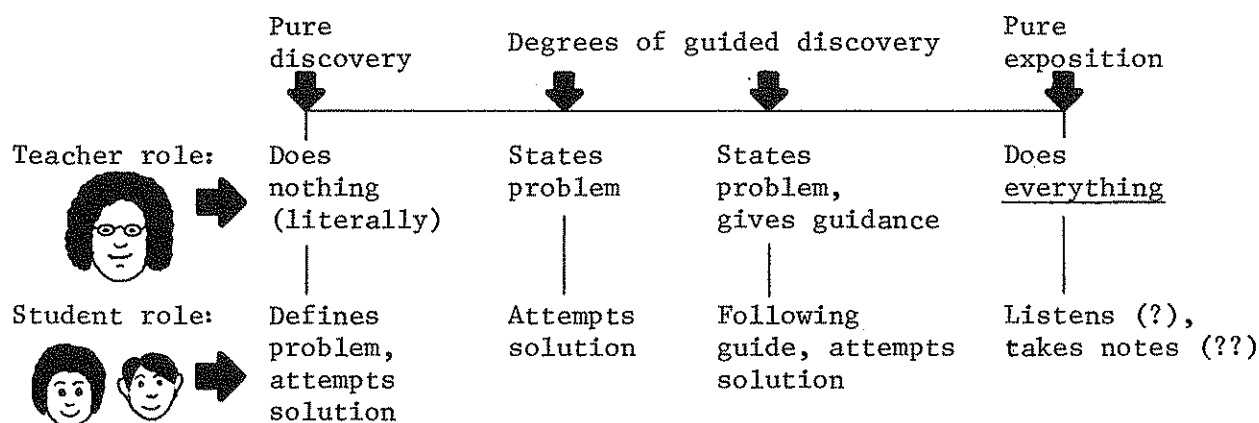 Pure
discovery
Degrees of guided discovery
Pure
exposition
Teacher role:
Does
nothing
(literally)
States
problem
States
problem,
gives guidance
Does
everything
Student role:
Defines
problem,
attempts
solution
Attempts
solution
Following
guide, attempts
solution
Listens (?),
takes notes (??)